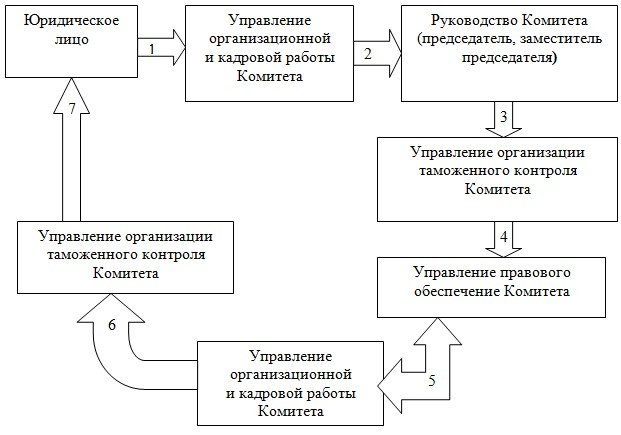 Юридическое
лицо
1
Управление
организационной
и кадровой работы
Комитета
2
Руководство Комитета
(председатель, заместитель
председателя)
3
Управление организации
таможенного контроля
Комитета
4
Управление правового
обеспечение Комитета
5
Управление
организационной
и кадровой работы
Комитета
6
Управление организации
таможенного контроля
Комитета
7